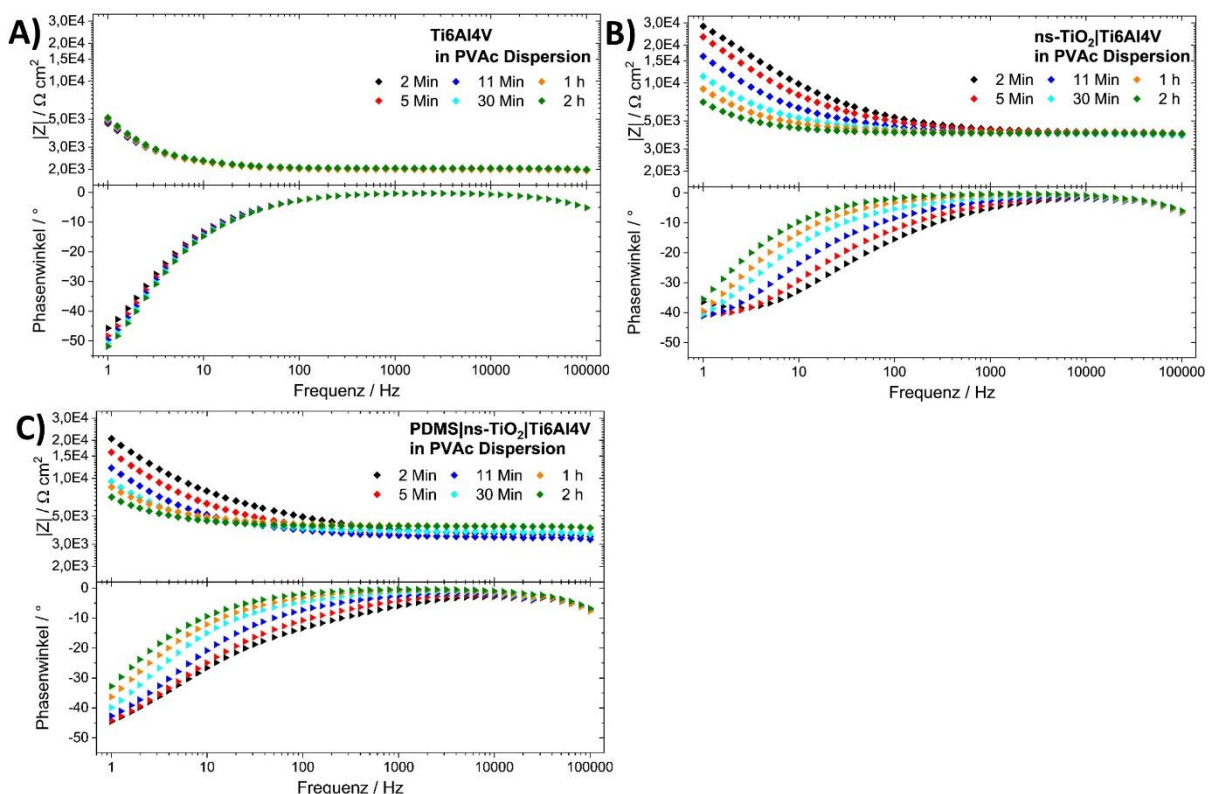 A)
Ti6Al4V
in PVAc Dispersion
2 Min 11 Min 1 h
5 Min 30 Min 2 h
3,0E4
2,0E4
1,5E4
1,0E4
5,0E3
3,0E3
2,0E3
|Z| / Ω cm²
0
-10
-20
-30
-40
-50
Phasenwinkel / °
1 10 100 1000 10000 100000
Frequenz / Hz
B)
ns-TiO₂|Ti6Al4V
in PVAc Dispersion
2 Min 11 Min 1 h
5 Min 30 Min 2 h
3,0E4
2,0E4
1,5E4
1,0E4
5,0E3
3,0E3
2,0E3
|Z| / Ω cm²
0
-10
-20
-30
-40
-50
Phasenwinkel / °
1 10 100 1000 10000 100000
Frequenz / Hz
C)
PDMS|ns-TiO₂|Ti6Al4V
in PVAc Dispersion
2 Min 11 Min 1 h
5 Min 30 Min 2 h
3,0E4
2,0E4
1,5E4
1,0E4
5,0E3
3,0E3
2,0E3
|Z| / Ω cm²
0
-10
-20
-30
-40
-50
Phasenwinkel / °
1 10 100 1000 10000 100000
Frequenz / Hz